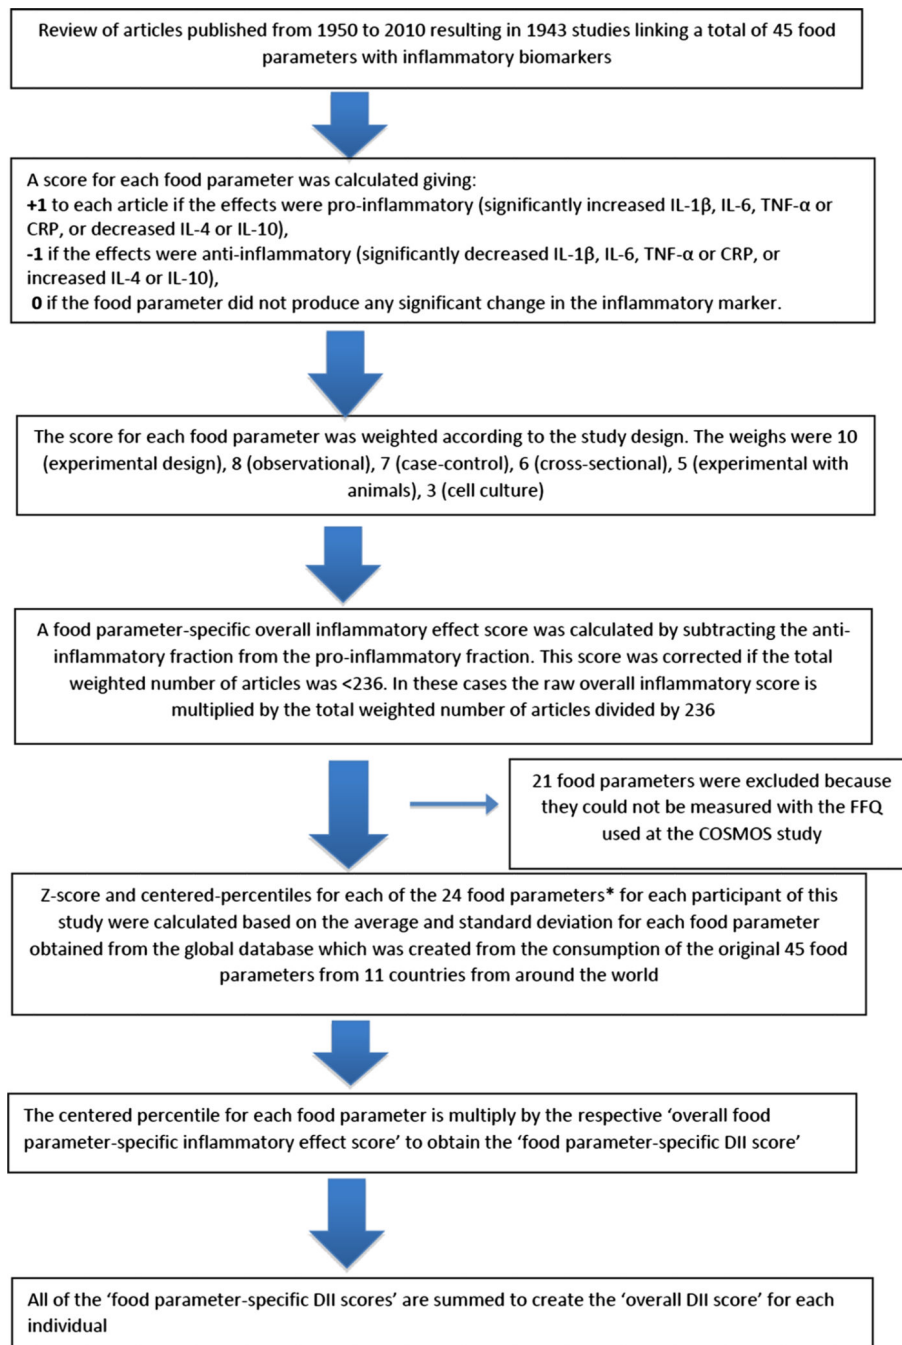 Review of articles published from 1950 to 2010 resulting in 1943 studies linking a total of 45 food
parameters with inflammatory biomarkers
A score for each food parameter was calculated giving:
+1 to each article if the effects were pro-inflammatory (significantly increased IL-1β, IL-6, TNF-α or
CRP, or decreased IL-4 or IL-10),
-1 if the effects were anti-inflammatory (significantly decreased IL-1β, IL-6, TNF-α or CRP, or
increased IL-4 or IL-10),
0 if the food parameter did not produce any significant change in the inflammatory marker.
The score for each food parameter was weighted according to the study design. The weighs were 10
(experimental design), 8 (observational), 7 (case-control), 6 (cross-sectional), 5 (experimental with
animals), 3 (cell culture)
A food parameter-specific overall inflammatory effect score was calculated by subtracting the anti-
inflammatory fraction from the pro-inflammatory fraction. This score was corrected if the total
weighted number of articles was <236. In these cases the raw overall inflammatory score is
multiplied by the total weighted number of articles divided by 236
21 food parameters were excluded because
they could not be measured with the FFQ
used at the COSMOS study
Z-score and centered-percentiles for each of the 24 food parameters* for each participant of this
study were calculated based on the average and standard deviation for each food parameter
obtained from the global database which was created from the consumption of the original 45 food
parameters from 11 countries from around the world
The centered percentile for each food parameter is multiply by the respective ‘overall food
parameter-specific inflammatory effect score’ to obtain the ‘food parameter-specific DII score’
All of the ‘food parameter-specific DII scores’ are summed to create the ‘overall DII score’ for each
individual